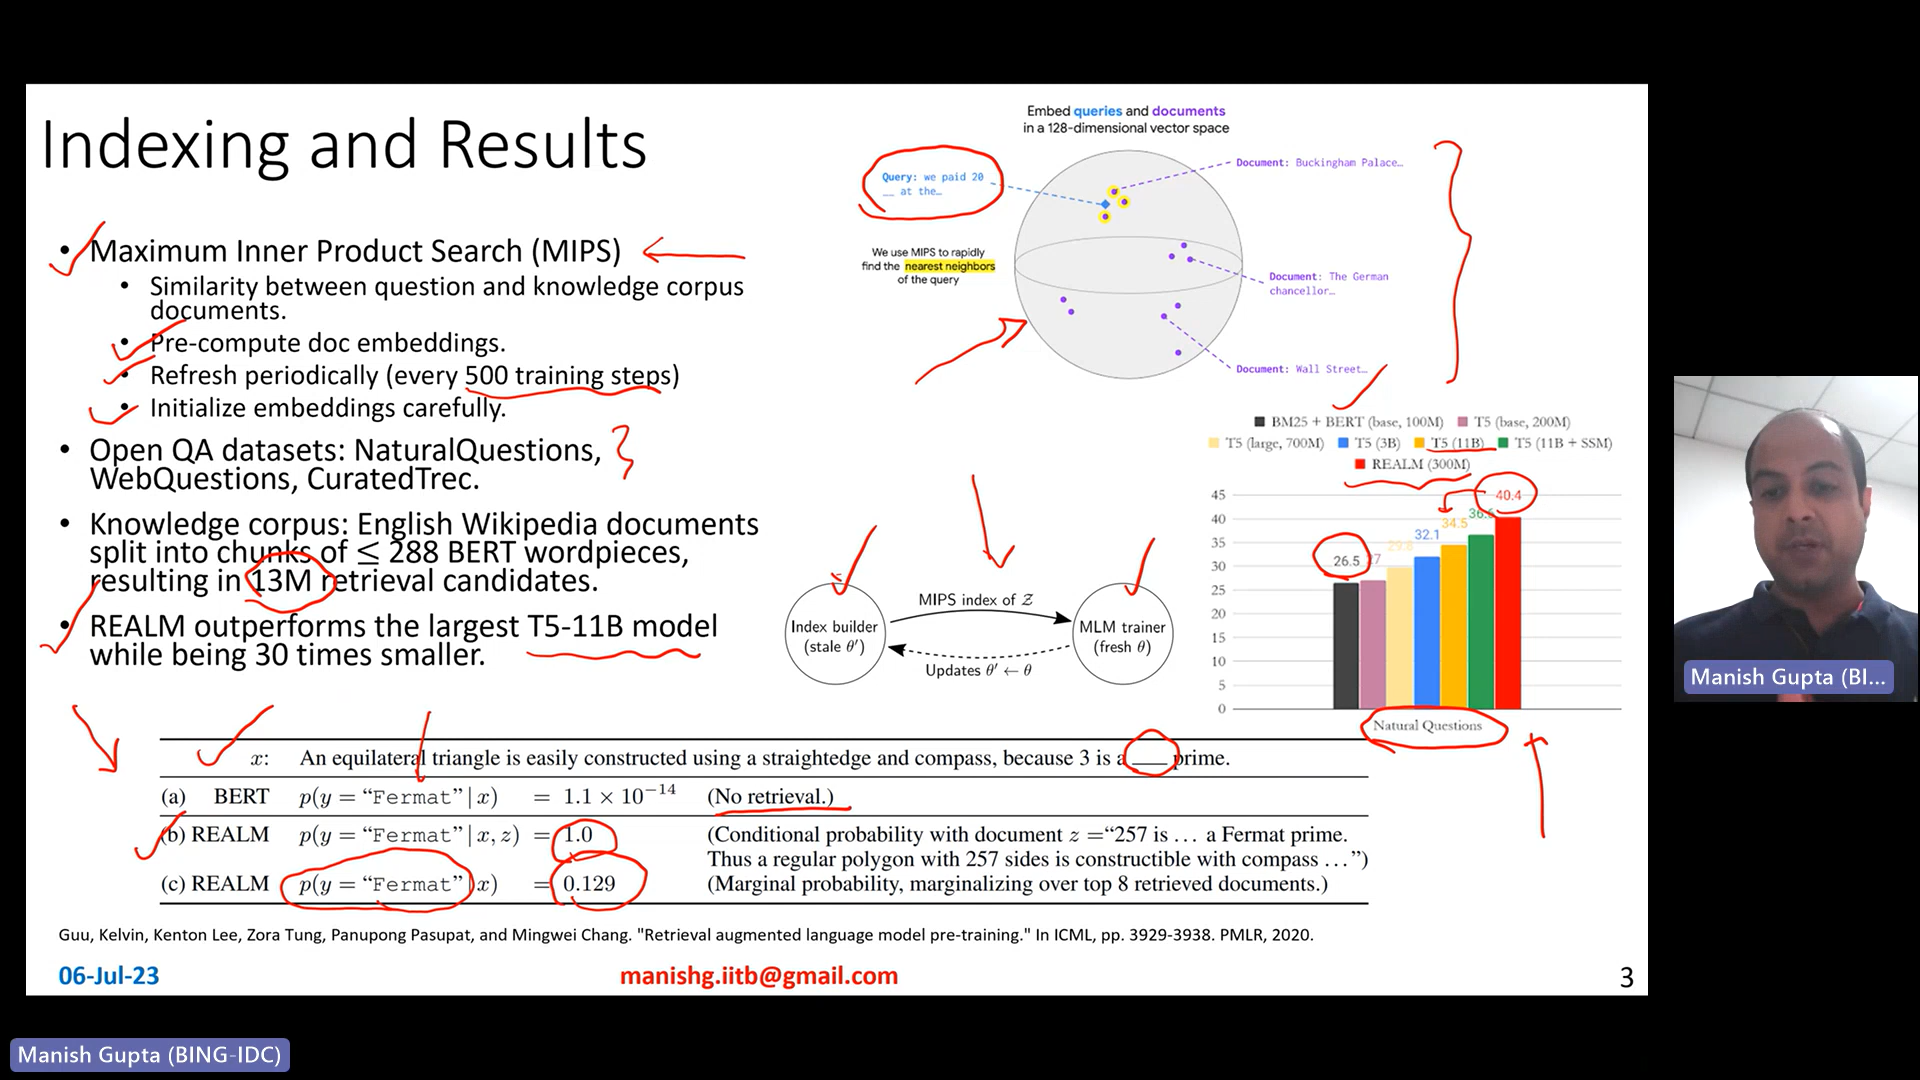 Indexing and Results
• Maximum Inner Product Search (MIPS)
• Similarity between question and knowledge corpus
documents.
• Pre-compute doc embeddings.
• Refresh periodically (every 500 training steps)
• Initialize embeddings carefully.
• Open QA datasets: NaturalQuestions,
WebQuestions, CuratedTrec.
• Knowledge corpus: English Wikipedia documents
split into chunks of ≤ 288 BERT wordpieces,
resulting in 13M retrieval candidates.
• REALM outperforms the largest T5-11B model
while being 30 times smaller.
Embed queries and documents
in a 128-dimensional vector space
Query: we paid 20
__ at the…
Document: Buckingham Palace…
We use MIPS to rapidly
find the nearest neighbors
of the query
Document: The German
chancellor…
Document: Wall Street…
Index builder
(stale θ′)
MIPS index of Z
Updates θ′ ← θ
MLM trainer
(fresh θ)
BM25 + BERT (base, 100M) T5 (base, 200M)
T5 (large, 700M) T5 (3B) T5 (11B) T5 (11B + SSM)
REALM (300M)
45
40
35
30
25
20
15
10
5
0
26.5
27
29.8
32.1
34.5
36.6
40.4
Natural Questions
x: An equilateral triangle is easily constructed using a straightedge and compass, because 3 is a ___ prime.
(a) BERT p(y = “Fermat” | x) = 1.1 × 10⁻¹⁴ (No retrieval.)
(b) REALM p(y = “Fermat” | x, z) = 1.0 (Conditional probability with document z =“257 is … a Fermat prime.
Thus a regular polygon with 257 sides is constructible with compass …”)
(c) REALM p(y = “Fermat” | x) = 0.129 (Marginal probability, marginalizing over top 8 retrieved documents.)
Guu, Kelvin, Kenton Lee, Zora Tung, Panupong Pasupat, and Mingwei Chang. "Retrieval augmented language model pre-training." In ICML, pp. 3929-3938. PMLR, 2020.
06-Jul-23
manishg.iitb@gmail.com
3
Manish Gupta (BI...
Manish Gupta (BING-IDC)